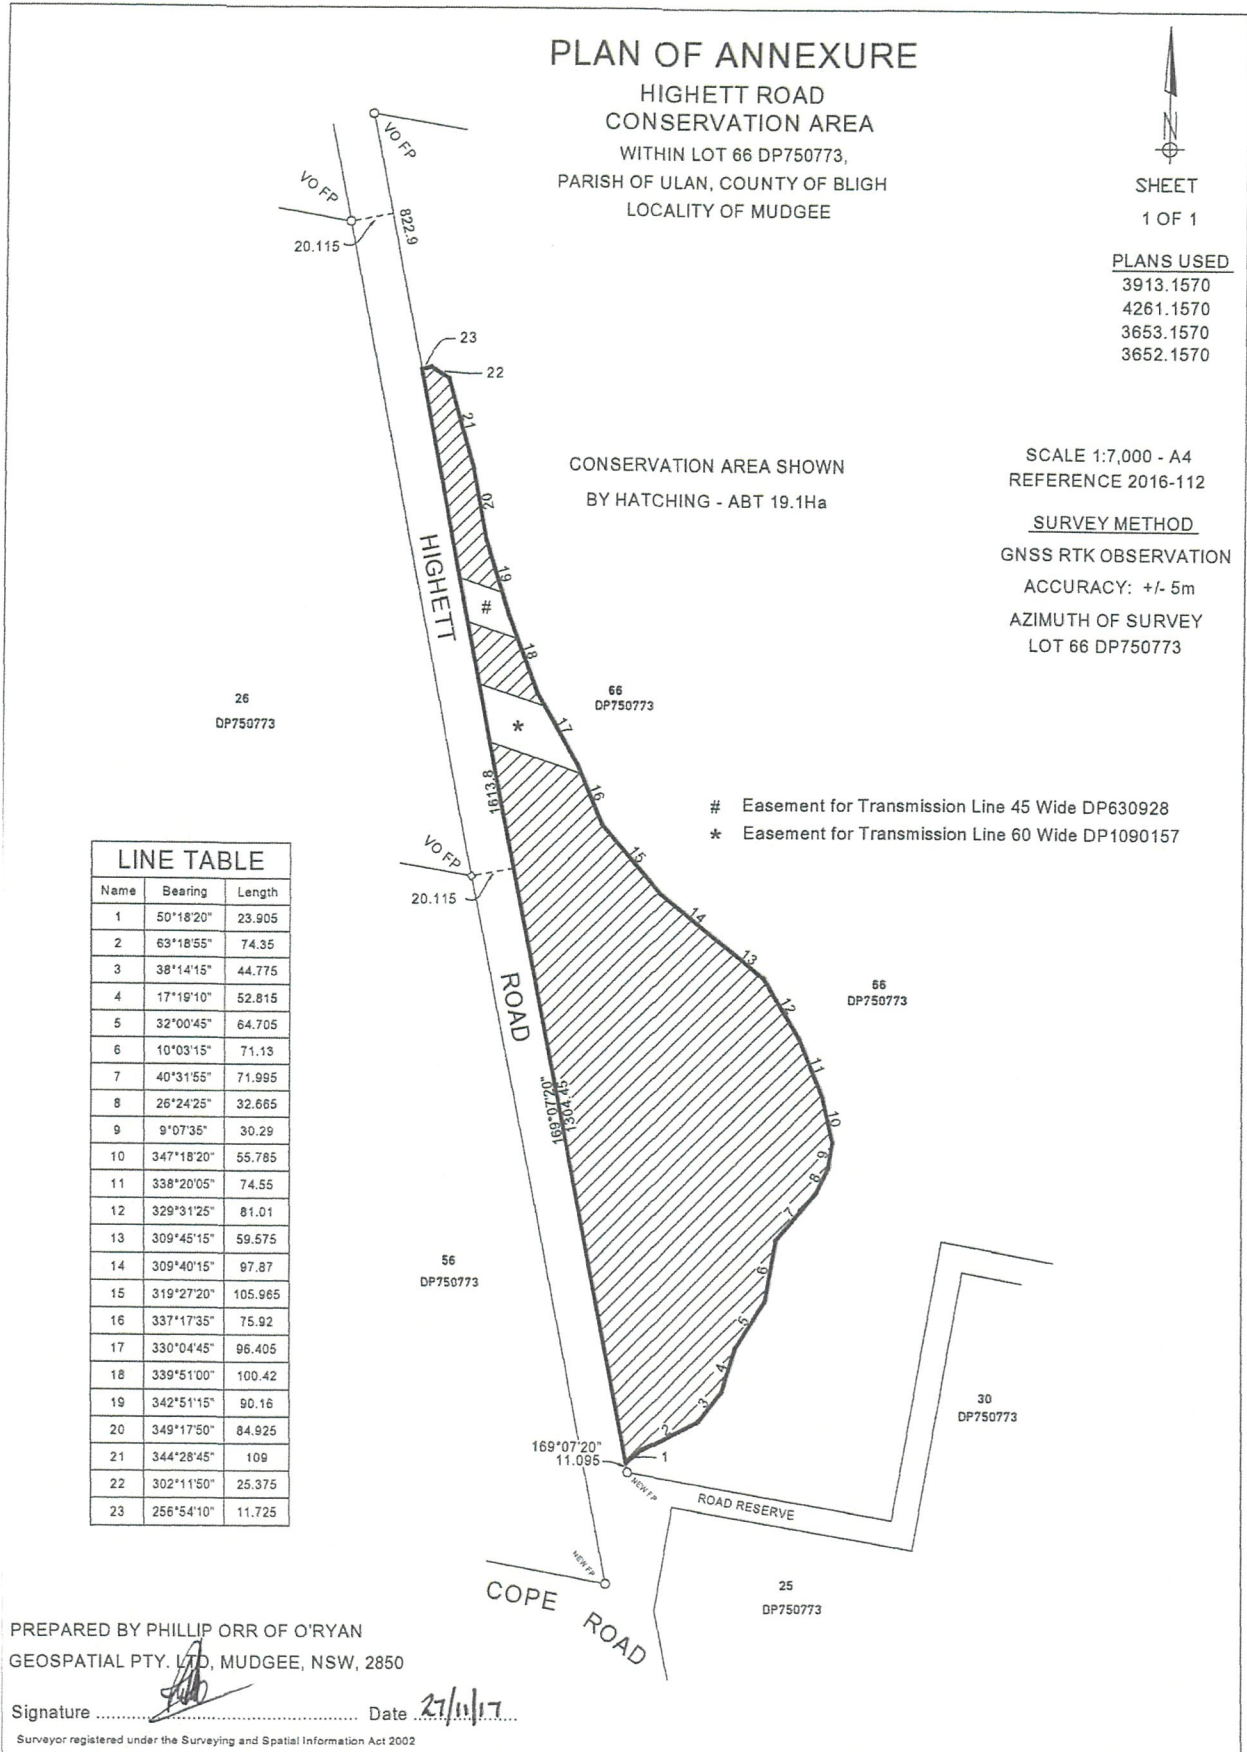 PLAN OF ANNEXURE
HIGHETT ROAD
CONSERVATION AREA
WITHIN LOT 66 DP750773,
PARISH OF ULAN, COUNTY OF BLIGH
LOCALITY OF MUDGEE
N
SHEET
1 OF 1
PLANS USED
3913.1570
4261.1570
3653.1570
3652.1570
VO FP
VO FP
822.9
20.115
23
22
21
20
19
#
18
17
*
16
15
14
13
12
11
10
9
8
7
6
5
4
3
2
1
CONSERVATION AREA SHOWN
BY HATCHING - ABT 19.1Ha
SCALE 1:7,000 - A4
REFERENCE 2016-112
SURVEY METHOD
GNSS RTK OBSERVATION
ACCURACY: +/- 5m
AZIMUTH OF SURVEY
LOT 66 DP750773
HIGHETT
ROAD
26
DP750773
66
DP750773
# Easement for Transmission Line 45 Wide DP630928
* Easement for Transmission Line 60 Wide DP1090157
1613.8
VO FP
20.115
66
DP750773
169°07'20"
1304.45
56
DP750773
30
DP750773
169°07'20"
11.095
NEW FP
ROAD RESERVE
NEW FP
COPE ROAD
25
DP750773
LINE TABLE
Name Bearing Length
1 50°18'20" 23.905
2 63°18'55" 74.35
3 38°14'15" 44.775
4 17°19'10" 52.815
5 32°00'45" 64.705
6 10°03'15" 71.13
7 40°31'55" 71.995
8 26°24'25" 32.665
9 9°07'35" 30.29
10 347°18'20" 55.785
11 338°20'05" 74.55
12 329°31'25" 81.01
13 309°45'15" 59.575
14 309°40'15" 97.87
15 319°27'20" 105.965
16 337°17'35" 75.92
17 330°04'45" 96.405
18 339°51'00" 100.42
19 342°51'15" 90.16
20 349°17'50" 84.925
21 344°28'45" 109
22 302°11'50" 25.375
23 256°54'10" 11.725
PREPARED BY PHILLIP ORR OF O'RYAN
GEOSPATIAL PTY. LTD, MUDGEE, NSW, 2850
Signature ................ Date 27/11/17
Surveyor registered under the Surveying and Spatial Information Act 2002